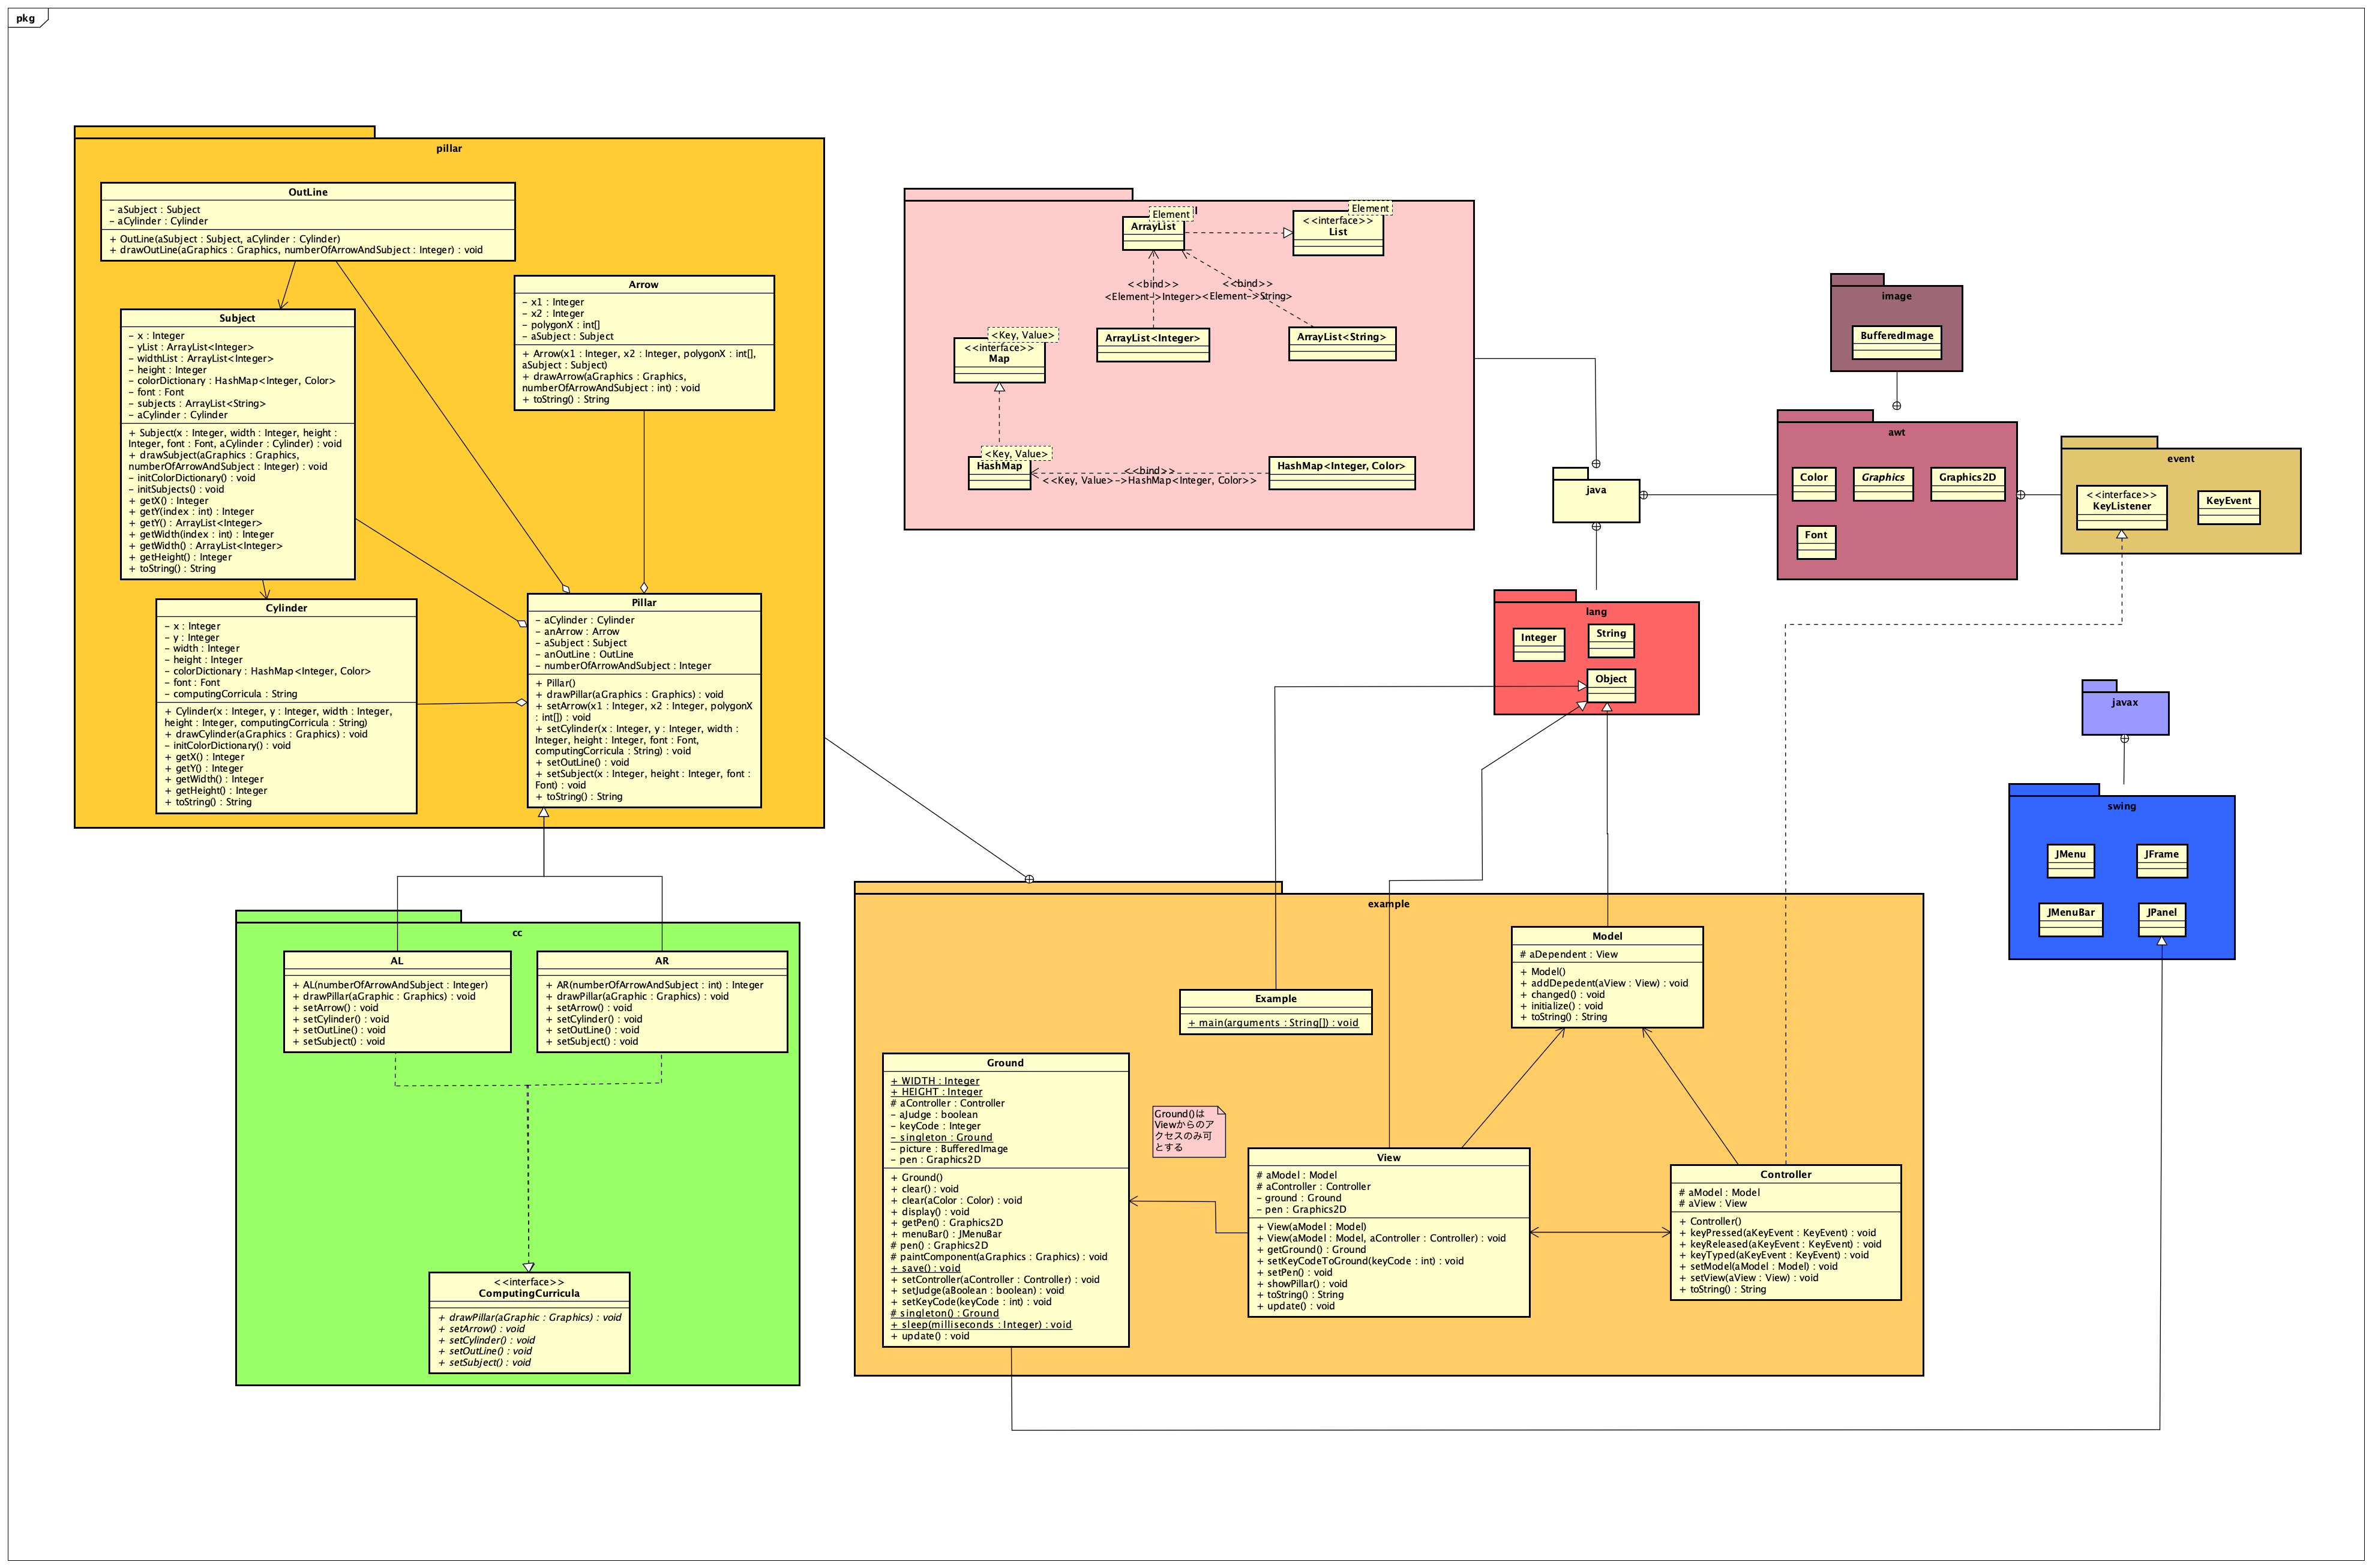 pkg
pillar
OutLine
– aSubject : Subject
– aCylinder : Cylinder
+ OutLine(aSubject : Subject, aCylinder : Cylinder)
+ drawOutLine(aGraphics : Graphics, numberOfArrowAndSubject : Integer) : void
Arrow
– x1 : Integer
– x2 : Integer
– polygonX : int[]
– aSubject : Subject
+ Arrow(x1 : Integer, x2 : Integer, polygonX : int[],
aSubject : Subject)
+ drawArrow(aGraphics : Graphics,
numberOfArrowAndSubject : int) : void
+ toString() : String
Subject
– x : Integer
– yList : ArrayList<Integer>
– widthList : ArrayList<Integer>
– height : Integer
– colorDictionary : HashMap<Integer, Color>
– font : Font
– subjects : ArrayList<String>
– aCylinder : Cylinder
+ Subject(x : Integer, width : Integer, height :
Integer, font : Font, aCylinder : Cylinder) : void
+ drawSubject(aGraphics : Graphics,
numberOfArrowAndSubject : Integer) : void
– initColorDictionary() : void
– initSubjects() : void
+ getX() : Integer
+ getY(index : int) : Integer
+ getY() : ArrayList<Integer>
+ getWidth(index : int) : Integer
+ getWidth() : ArrayList<Integer>
+ getHeight() : Integer
+ toString() : String
Cylinder
– x : Integer
– y : Integer
– width : Integer
– height : Integer
– colorDictionary : HashMap<Integer, Color>
– font : Font
– computingCorricula : String
+ Cylinder(x : Integer, y : Integer, width : Integer,
height : Integer, computingCorricula : String)
+ drawCylinder(aGraphics : Graphics) : void
– initColorDictionary() : void
+ getX() : Integer
+ getY() : Integer
+ getWidth() : Integer
+ getHeight() : Integer
+ toString() : String
Pillar
– aCylinder : Cylinder
– anArrow : Arrow
– aSubject : Subject
– anOutLine : OutLine
– numberOfArrowAndSubject : Integer
+ Pillar()
+ drawPillar(aGraphics : Graphics) : void
+ setArrow(x1 : Integer, x2 : Integer, polygonX
: int[]) : void
+ setCylinder(x : Integer, y : Integer, width :
Integer, height : Integer, font : Font,
computingCorricula : String) : void
+ setOutLine() : void
+ setSubject(x : Integer, height : Integer, font :
Font) : void
+ toString() : String
Element
ArrayList
Element
<<interface>>
List
<<bind>>
<Element->Integer>
<<bind>>
<Element->String>
ArrayList<Integer>
ArrayList<String>
<Key, Value>
<<interface>>
Map
<Key, Value>
HashMap
<<bind>>
<<Key, Value>->HashMap<Integer, Color>>
HashMap<Integer, Color>
java
image
BufferedImage
awt
Color
Graphics
Graphics2D
Font
event
<<interface>>
KeyListener
KeyEvent
lang
Integer
String
Object
javax
swing
JMenu
JFrame
JMenuBar
JPanel
cc
AL
+ AL(numberOfArrowAndSubject : Integer)
+ drawPillar(aGraphic : Graphics) : void
+ setArrow() : void
+ setCylinder() : void
+ setOutLine() : void
+ setSubject() : void
AR
+ AR(numberOfArrowAndSubject : int) : Integer
+ drawPillar(aGraphic : Graphics) : void
+ setArrow() : void
+ setCylinder() : void
+ setOutLine() : void
+ setSubject() : void
<<interface>>
ComputingCurricula
+ drawPillar(aGraphic : Graphics) : void
+ setArrow() : void
+ setCylinder() : void
+ setOutLine() : void
+ setSubject() : void
example
Model
# aDependent : View
+ Model()
+ addDepedent(aView : View) : void
+ changed() : void
+ initialize() : void
+ toString() : String
Example
+ main(arguments : String[]) : void
Ground
+ WIDTH : Integer
+ HEIGHT : Integer
# aController : Controller
– aJudge : boolean
– keyCode : Integer
– singleton : Ground
– picture : BufferedImage
– pen : Graphics2D
+ Ground()
+ clear() : void
+ clear(aColor : Color) : void
+ display() : void
+ getPen() : Graphics2D
+ menuBar() : JMenuBar
# pen() : Graphics2D
# paintComponent(aGraphics : Graphics) : void
+ save() : void
+ setController(aController : Controller) : void
+ setJudge(aBoolean : boolean) : void
+ setKeyCode(keyCode : int) : void
# singleton() : Ground
+ sleep(milliseconds : Integer) : void
+ update() : void
Ground()は
Viewからのア
クセスのみ可
とする
View
# aModel : Model
# aController : Controller
– ground : Ground
– pen : Graphics2D
+ View(aModel : Model)
+ View(aModel : Model, aController : Controller) : void
+ getGround() : Ground
+ setKeyCodeToGround(keyCode : int) : void
+ setPen() : void
+ showPillar() : void
+ toString() : String
+ update() : void
Controller
# aModel : Model
# aView : View
+ Controller()
+ keyPressed(aKeyEvent : KeyEvent) : void
+ keyReleased(aKeyEvent : KeyEvent) : void
+ keyTyped(aKeyEvent : KeyEvent) : void
+ setModel(aModel : Model) : void
+ setView(aView : View) : void
+ toString() : String